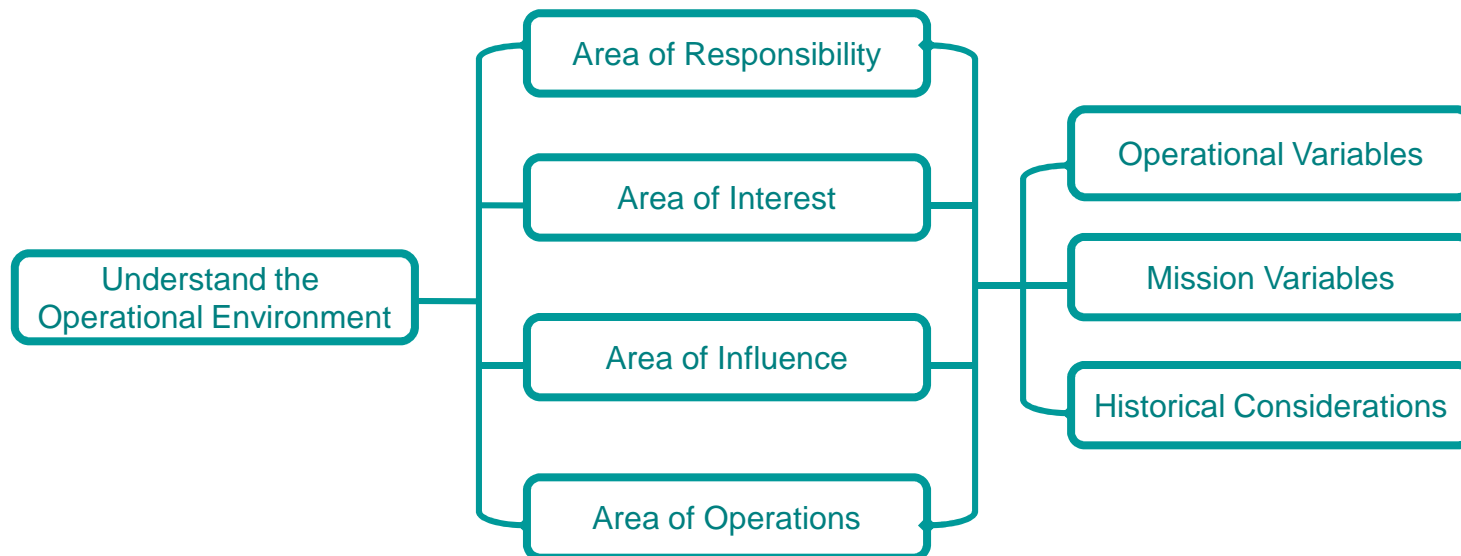 Understand the
Operational Environment
Area of Responsibility
Area of Interest
Area of Influence
Area of Operations
Operational Variables
Mission Variables
Historical Considerations